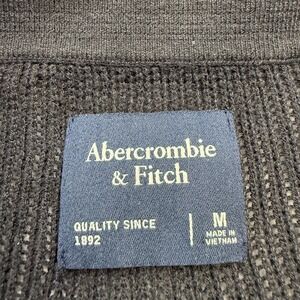 Abercrombie
& Fitch
QUALITY SINCE
1892
M
MADE IN
VIETNAM